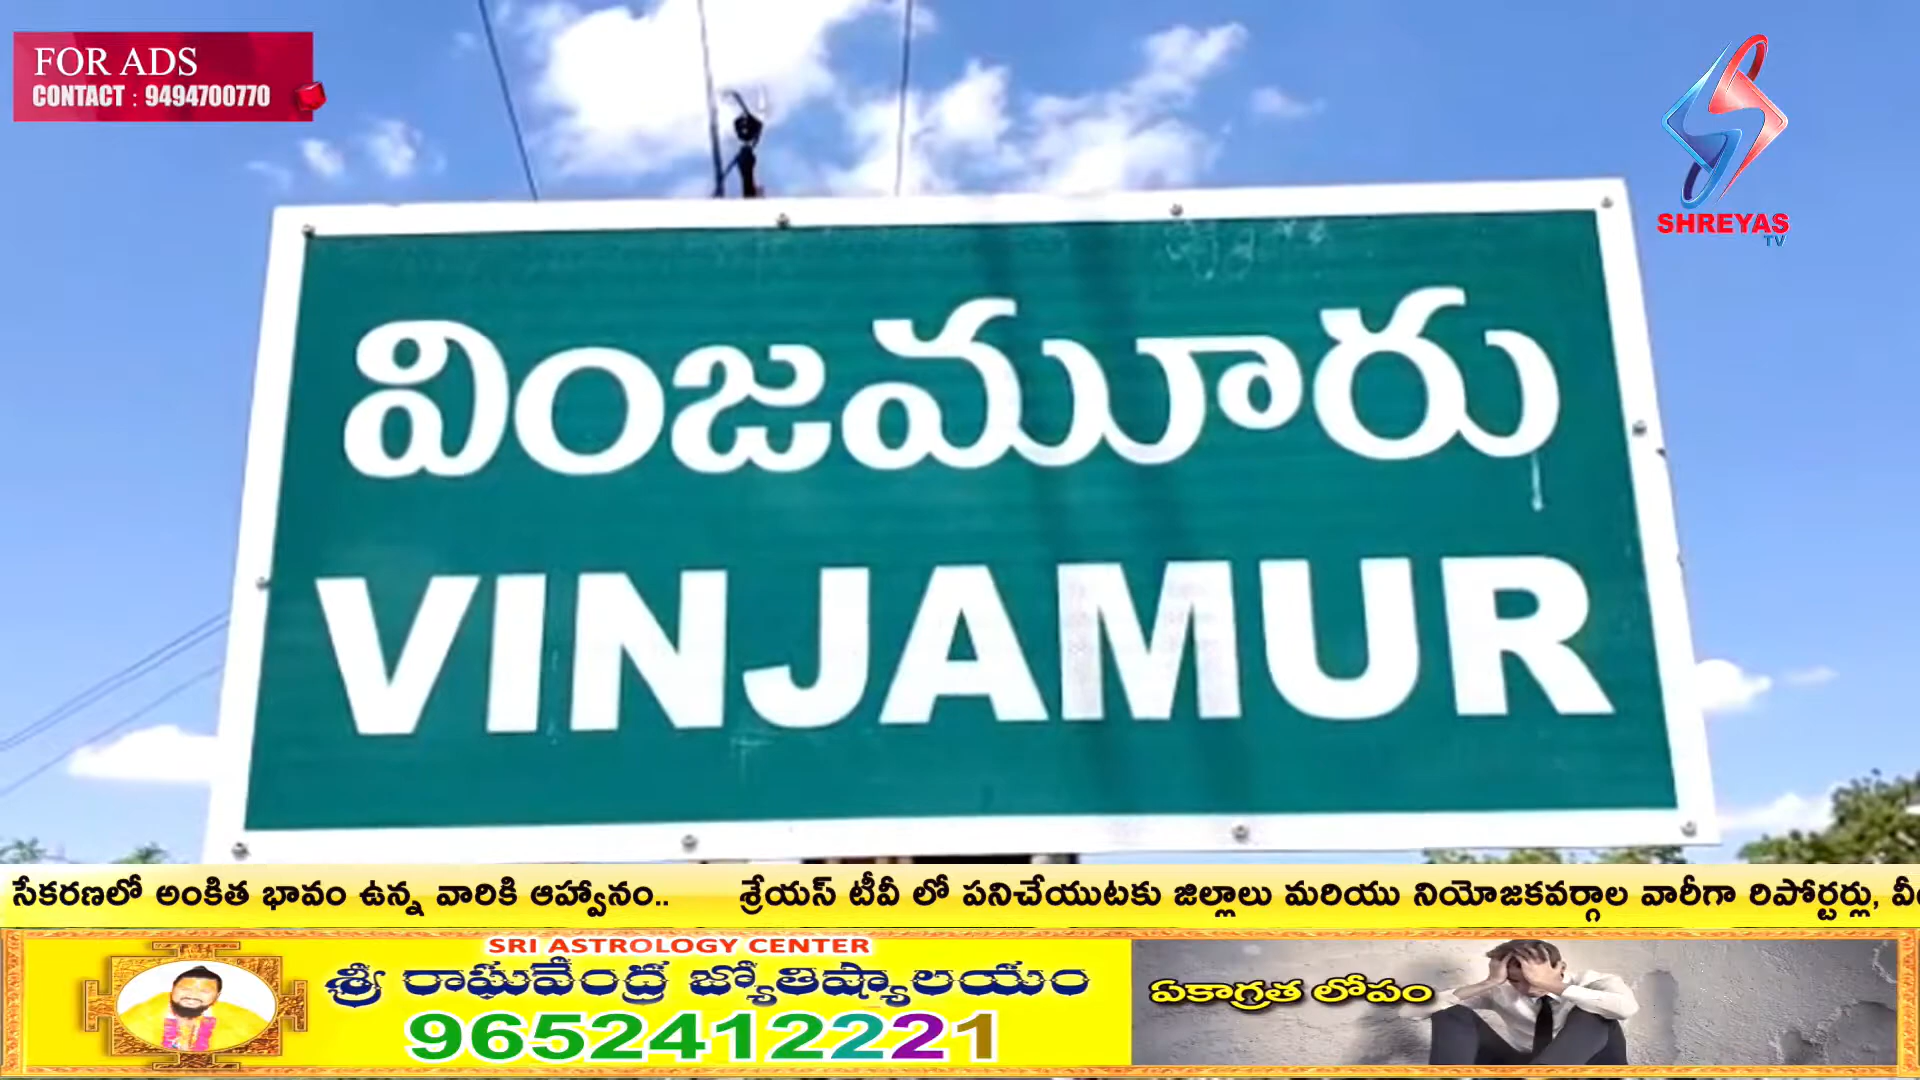 FOR ADS
CONTACT : 9494700770
SHREYAS
TV
వింజమూరు
VINJAMUR
సేకరణలో అంకిత భావం ఉన్న వారికి ఆహ్వానం.. శ్రేయస్ టీవీ లో పనిచేయుటకు జిల్లాలు మరియు నియోజకవర్గాల వారీగా రిపోర్టర్లు,
SRI ASTROLOGY CENTER
శ్రీ రాఘవేంద్ర జ్యోతిష్యాలయం
9652412221
ఏకాగ్రత లోపం